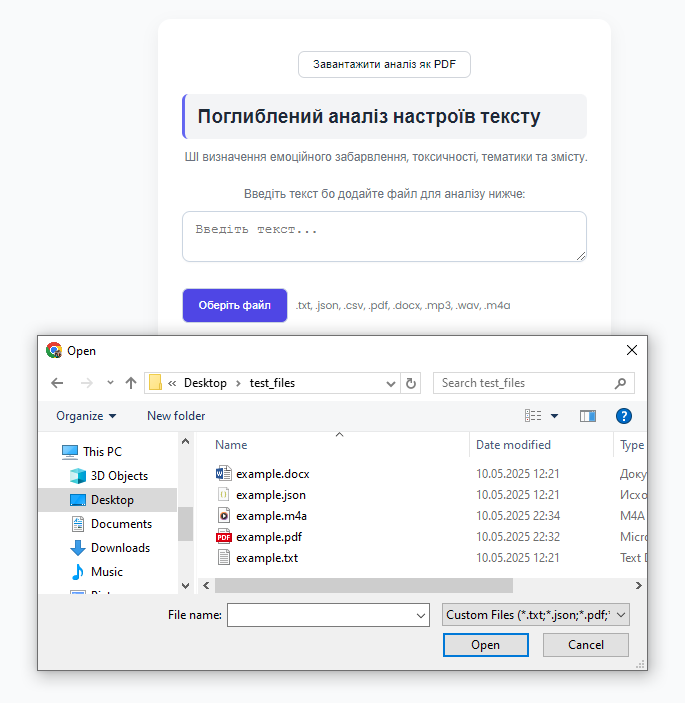 Завантажити аналіз як PDF
Поглиблений аналіз настроїв тексту
ШІ визначення емоційного забарвлення, токсичності, тематики та змісту.
Введіть текст бо додайте файл для аналізу нижче:
Введіть текст...
Оберіть файл .txt, .json, .csv, .pdf, .docx, .mp3, .wav, .m4a
Open
« Desktop › test_files Search test_files
Organize New folder
This PC
3D Objects
Desktop
Documents
Downloads
Music
Name Date modified Type
example.docx 10.05.2025 12:21 Доку
example.json 10.05.2025 12:21 Исхо
example.m4a 10.05.2025 22:34 M4A
example.pdf 10.05.2025 22:32 Micro
example.txt 10.05.2025 12:21 Text D
File name: Custom Files (*.txt;*.json;*.pdf;*
Open Cancel